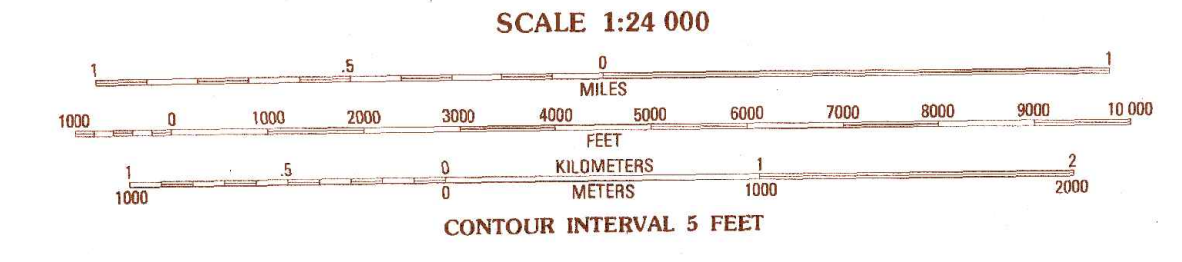 SCALE 1:24 000
1 .5 0 1
MILES
1000 0 1000 2000 3000 4000 5000 6000 7000 8000 9000 10 000
FEET
1 .5 0 KILOMETERS 1 2
1000 0 METERS 1000 2000
CONTOUR INTERVAL 5 FEET